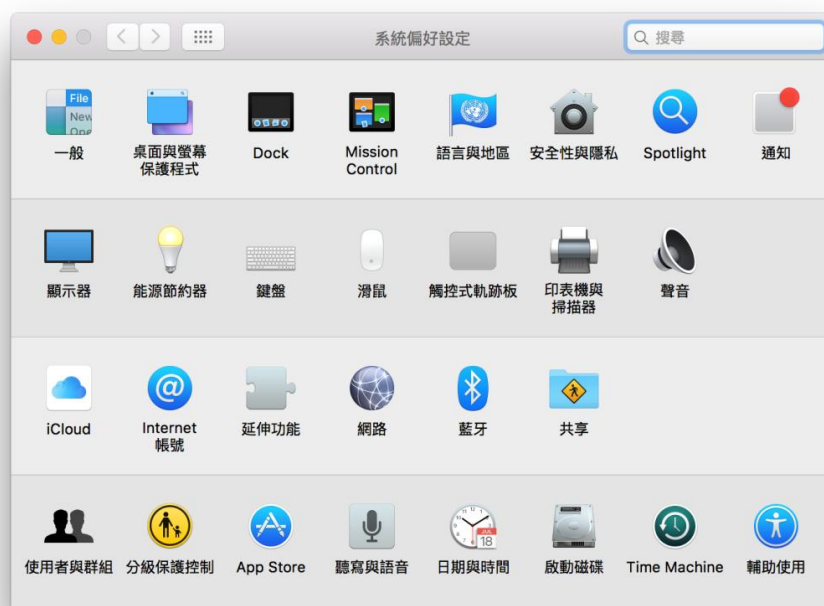 系統偏好設定
搜尋
File
New
Ope
一般
桌面與螢幕
保護程式
Dock
Mission
Control
語言與地區
安全性與隱私
Spotlight
通知
顯示器
能源節約器
鍵盤
滑鼠
觸控式軌跡板
印表機與
掃描器
聲音
iCloud
@
Internet
帳號
延伸功能
網路
藍牙
共享
使用者與群組
分級保護控制
App Store
聽寫與語音
JUL
18
日期與時間
啟動磁碟
Time Machine
輔助使用